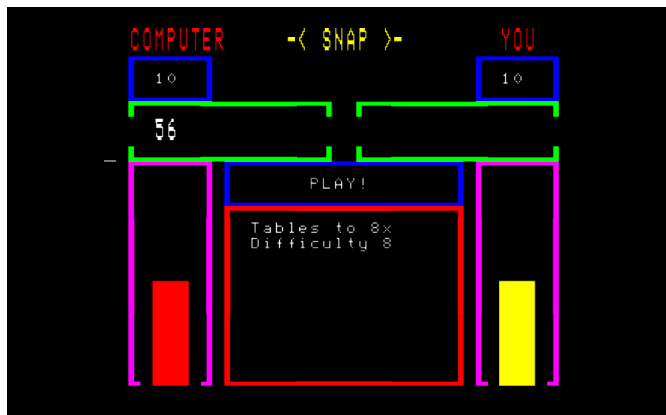 COMPUTER -< SNAP >- YOU
10 10
56
PLAY!
Tables to 8x
Difficulty 8